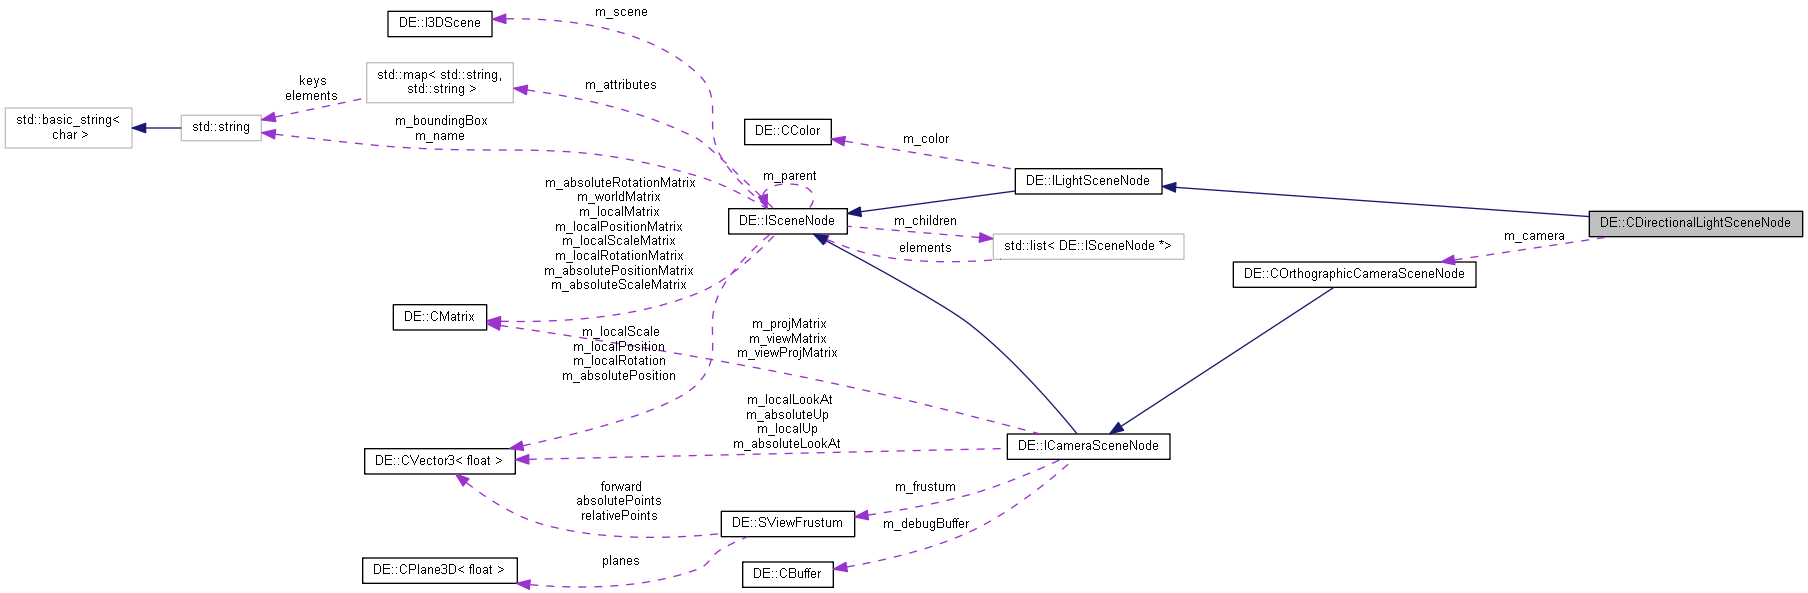 m_scene
DE::I3DScene
std::map< std::string,
std::string >
m_attributes
keys
elements
std::basic_string<
char >
std::string
m_boundingBox
m_name
DE::CColor
m_color
m_parent
DE::ILightSceneNode
m_absoluteRotationMatrix
m_worldMatrix
m_localMatrix
m_localPositionMatrix
m_localScaleMatrix
m_localRotationMatrix
m_absolutePositionMatrix
m_absoluteScaleMatrix
DE::ISceneNode
m_children
elements
std::list< DE::ISceneNode *>
DE::CDirectionalLightSceneNode
m_camera
DE::COrthographicCameraSceneNode
DE::CMatrix
m_localScale
m_localPosition
m_localRotation
m_absolutePosition
m_projMatrix
m_viewMatrix
m_viewProjMatrix
m_localLookAt
m_absoluteUp
m_localUp
m_absoluteLookAt
DE::ICameraSceneNode
DE::CVector3< float >
forward
absolutePoints
relativePoints
m_frustum
DE::SViewFrustum
m_debugBuffer
planes
DE::CPlane3D< float >
DE::CBuffer